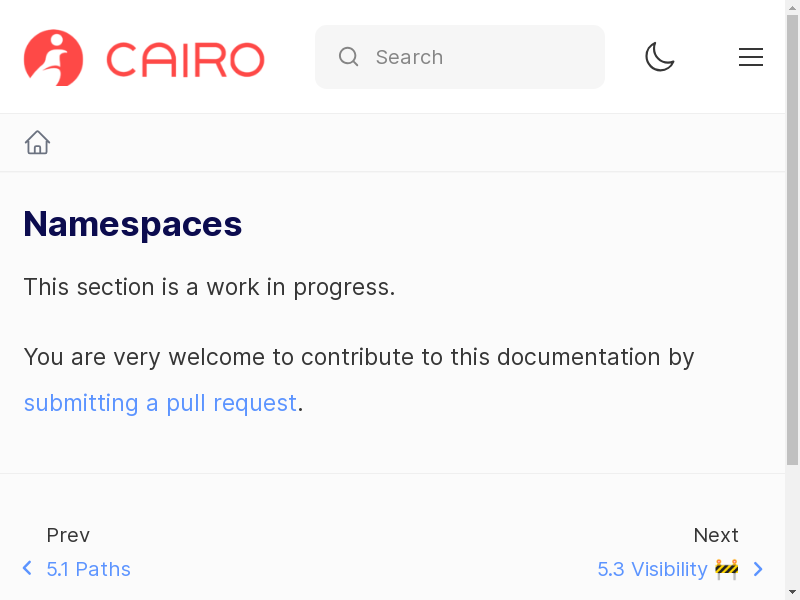 CAIRO
Search
Namespaces
This section is a work in progress.
You are very welcome to contribute to this documentation by
submitting a pull request.
Prev
5.1 Paths
Next
5.3 Visibility 🚧